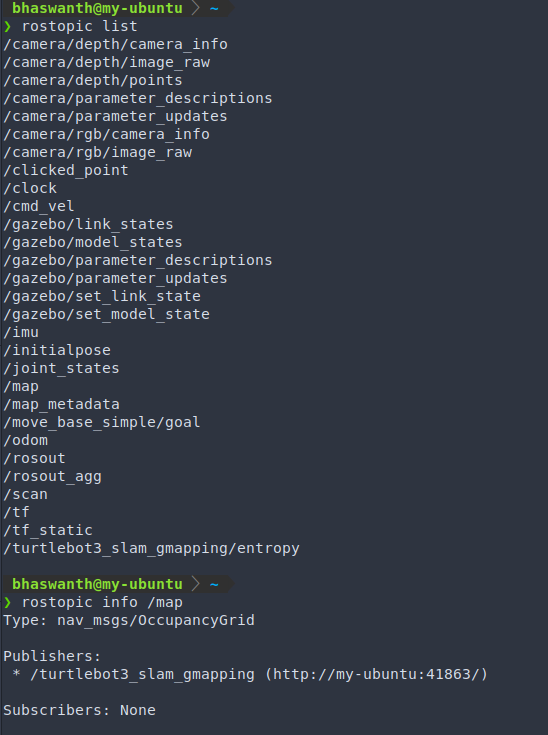 bhaswanth@my-ubuntu ~
❯ rostopic list
/camera/depth/camera_info
/camera/depth/image_raw
/camera/depth/points
/camera/parameter_descriptions
/camera/parameter_updates
/camera/rgb/camera_info
/camera/rgb/image_raw
/clicked_point
/clock
/cmd_vel
/gazebo/link_states
/gazebo/model_states
/gazebo/parameter_descriptions
/gazebo/parameter_updates
/gazebo/set_link_state
/gazebo/set_model_state
/imu
/initialpose
/joint_states
/map
/map_metadata
/move_base_simple/goal
/odom
/rosout
/rosout_agg
/scan
/tf
/tf_static
/turtlebot3_slam_gmapping/entropy
bhaswanth@my-ubuntu ~
❯ rostopic info /map
Type: nav_msgs/OccupancyGrid
Publishers:
* /turtlebot3_slam_gmapping (http://my-ubuntu:41863/)
Subscribers: None